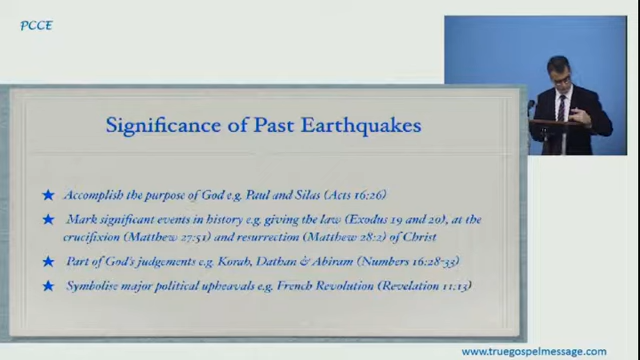 PCCE
Significance of Past Earthquakes
★ Accomplish the purpose of God e.g. Paul and Silas (Acts 16:26)
★ Mark significant events in history e.g. giving the law (Exodus 19 and 20), at the
crucifixion (Matthew 27:51) and resurrection (Matthew 28:2) of Christ
★ Part of God's judgements e.g. Korah, Dathan & Abiram (Numbers 16:28-33)
★ Symbolise major political upheavals e.g. French Revolution (Revelation 11:13)
www.truegospelmessage.com